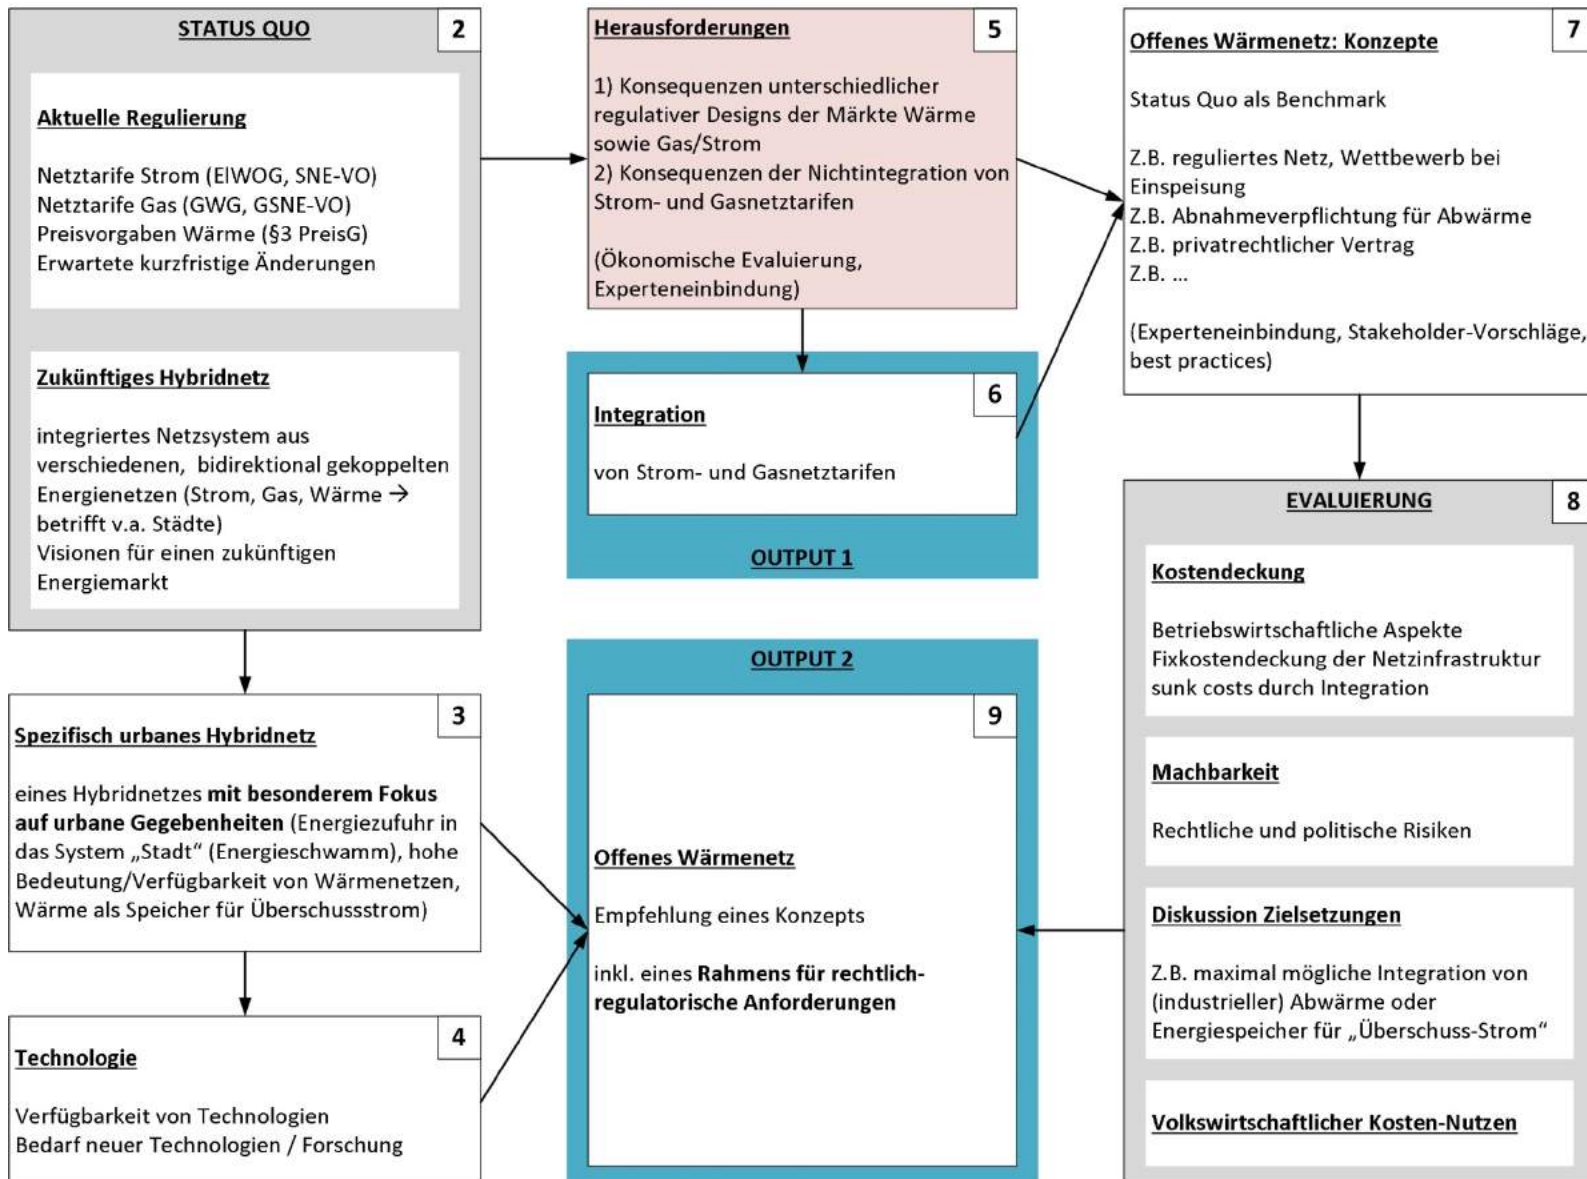 STATUS QUO
2
Aktuelle Regulierung
Netztarife Strom (ElWOG, SNE-VO)
Netztarife Gas (GWG, GSNE-VO)
Preisvorgaben Wärme (§3 PreisG)
Erwartete kurzfristige Änderungen
Zukünftiges Hybridnetz
integriertes Netzsystem aus
verschiedenen, bidirektional gekoppelten
Energienetzen (Strom, Gas, Wärme →
betrifft v.a. Städte)
Visionen für einen zukünftigen
Energiemarkt
3
Spezifisch urbanes Hybridnetz
eines Hybridnetzes mit besonderem Fokus
auf urbane Gegebenheiten (Energiezufuhr in
das System „Stadt“ (Energieschwamm), hohe
Bedeutung/Verfügbarkeit von Wärmenetzen,
Wärme als Speicher für Überschussstrom)
4
Technologie
Verfügbarkeit von Technologien
Bedarf neuer Technologien / Forschung
Herausforderungen
5
1) Konsequenzen unterschiedlicher
regulativer Designs der Märkte Wärme
sowie Gas/Strom
2) Konsequenzen der Nichtintegration von
Strom- und Gasnetztarifen
(Ökonomische Evaluierung,
Experteneinbindung)
6
Integration
von Strom- und Gasnetztarifen
OUTPUT 1
Offenes Wärmenetz: Konzepte
7
Status Quo als Benchmark
Z.B. reguliertes Netz, Wettbewerb bei
Einspeisung
Z.B. Abnahmeverpflichtung für Abwärme
Z.B. privatrechtlicher Vertrag
Z.B. ...
(Experteneinbindung, Stakeholder-Vorschläge,
best practices)
EVALUIERUNG
8
Kostendeckung
Betriebswirtschaftliche Aspekte
Fixkostendeckung der Netzinfrastruktur
sunk costs durch Integration
Machbarkeit
Rechtliche und politische Risiken
Diskussion Zielsetzungen
Z.B. maximal mögliche Integration von
(industrieller) Abwärme oder
Energiespeicher für „Überschuss-Strom“
Volkswirtschaftlicher Kosten-Nutzen
OUTPUT 2
9
Offenes Wärmenetz
Empfehlung eines Konzepts
inkl. eines Rahmens für rechtlich-
regulatorische Anforderungen